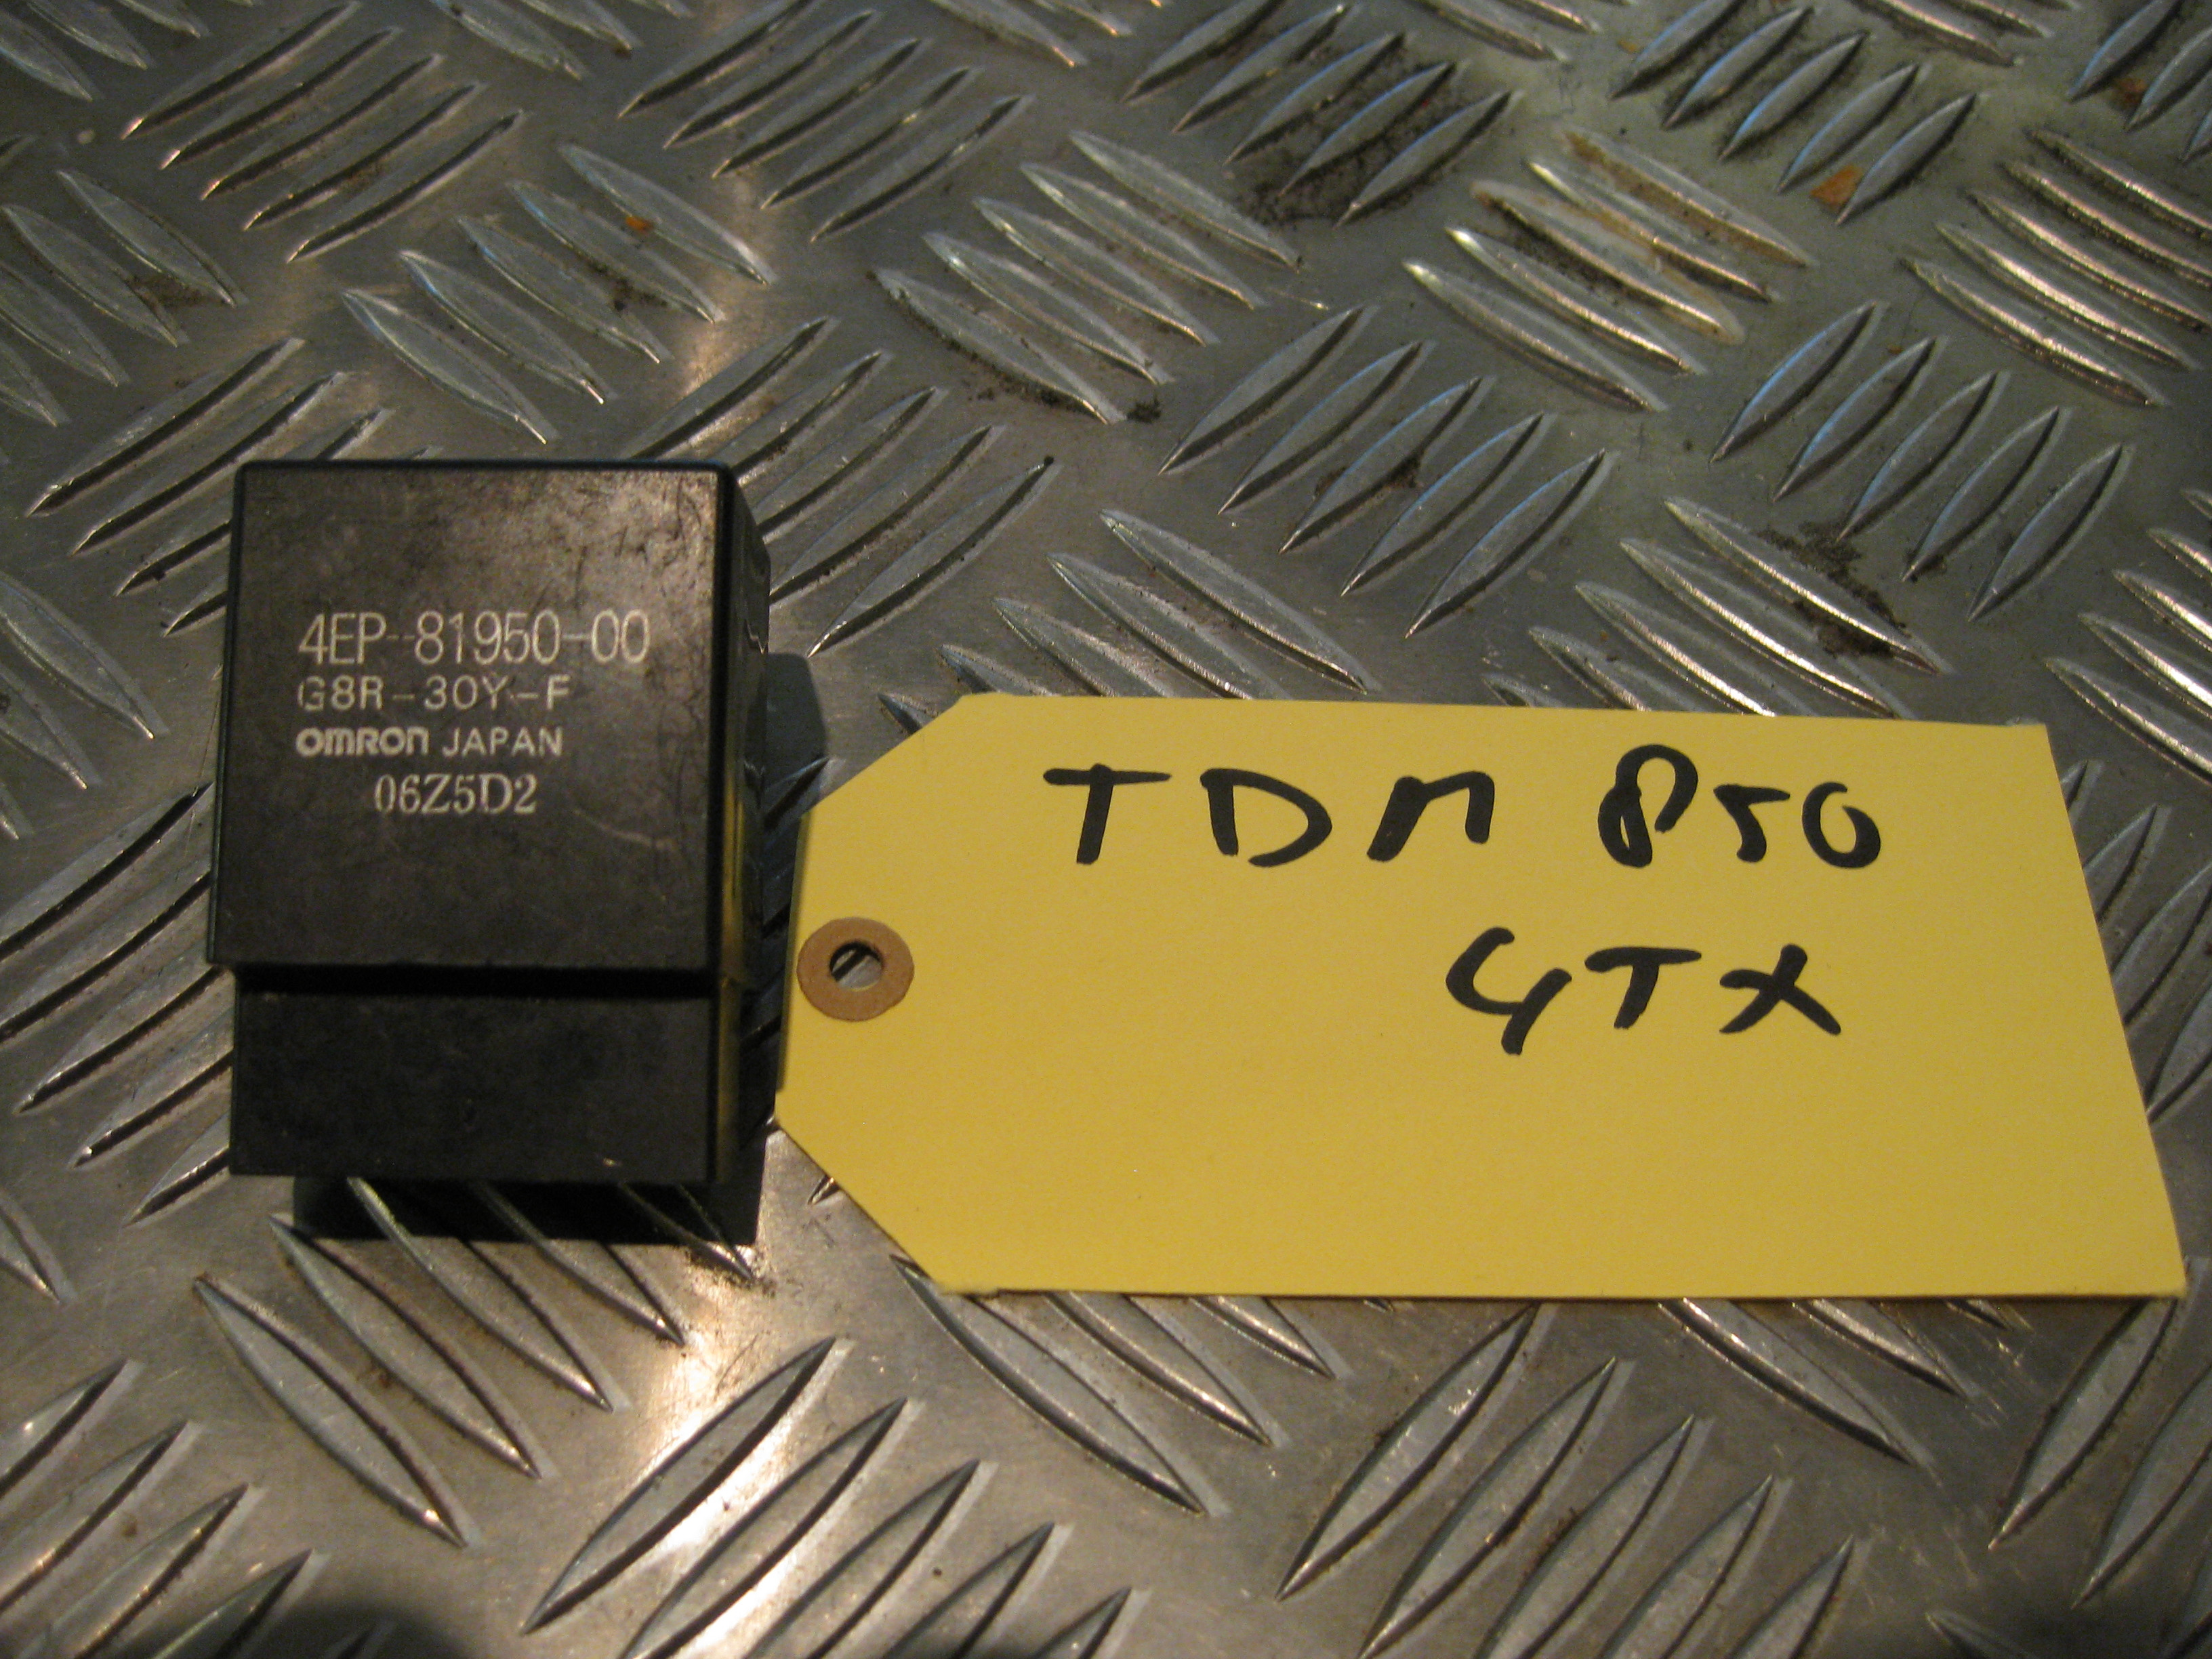 4EP-81950-00
G8R-30Y-F
omron JAPAN
06Z5D2
TDM 850
4TX